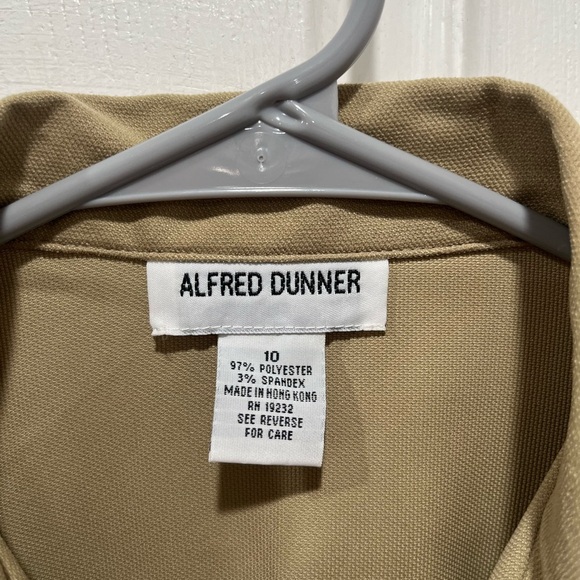 ALFRED DUNNER
10
97% POLYESTER
3% SPANDEX
MADE IN HONG KONG
RN 19232
SEE REVERSE
FOR CARE